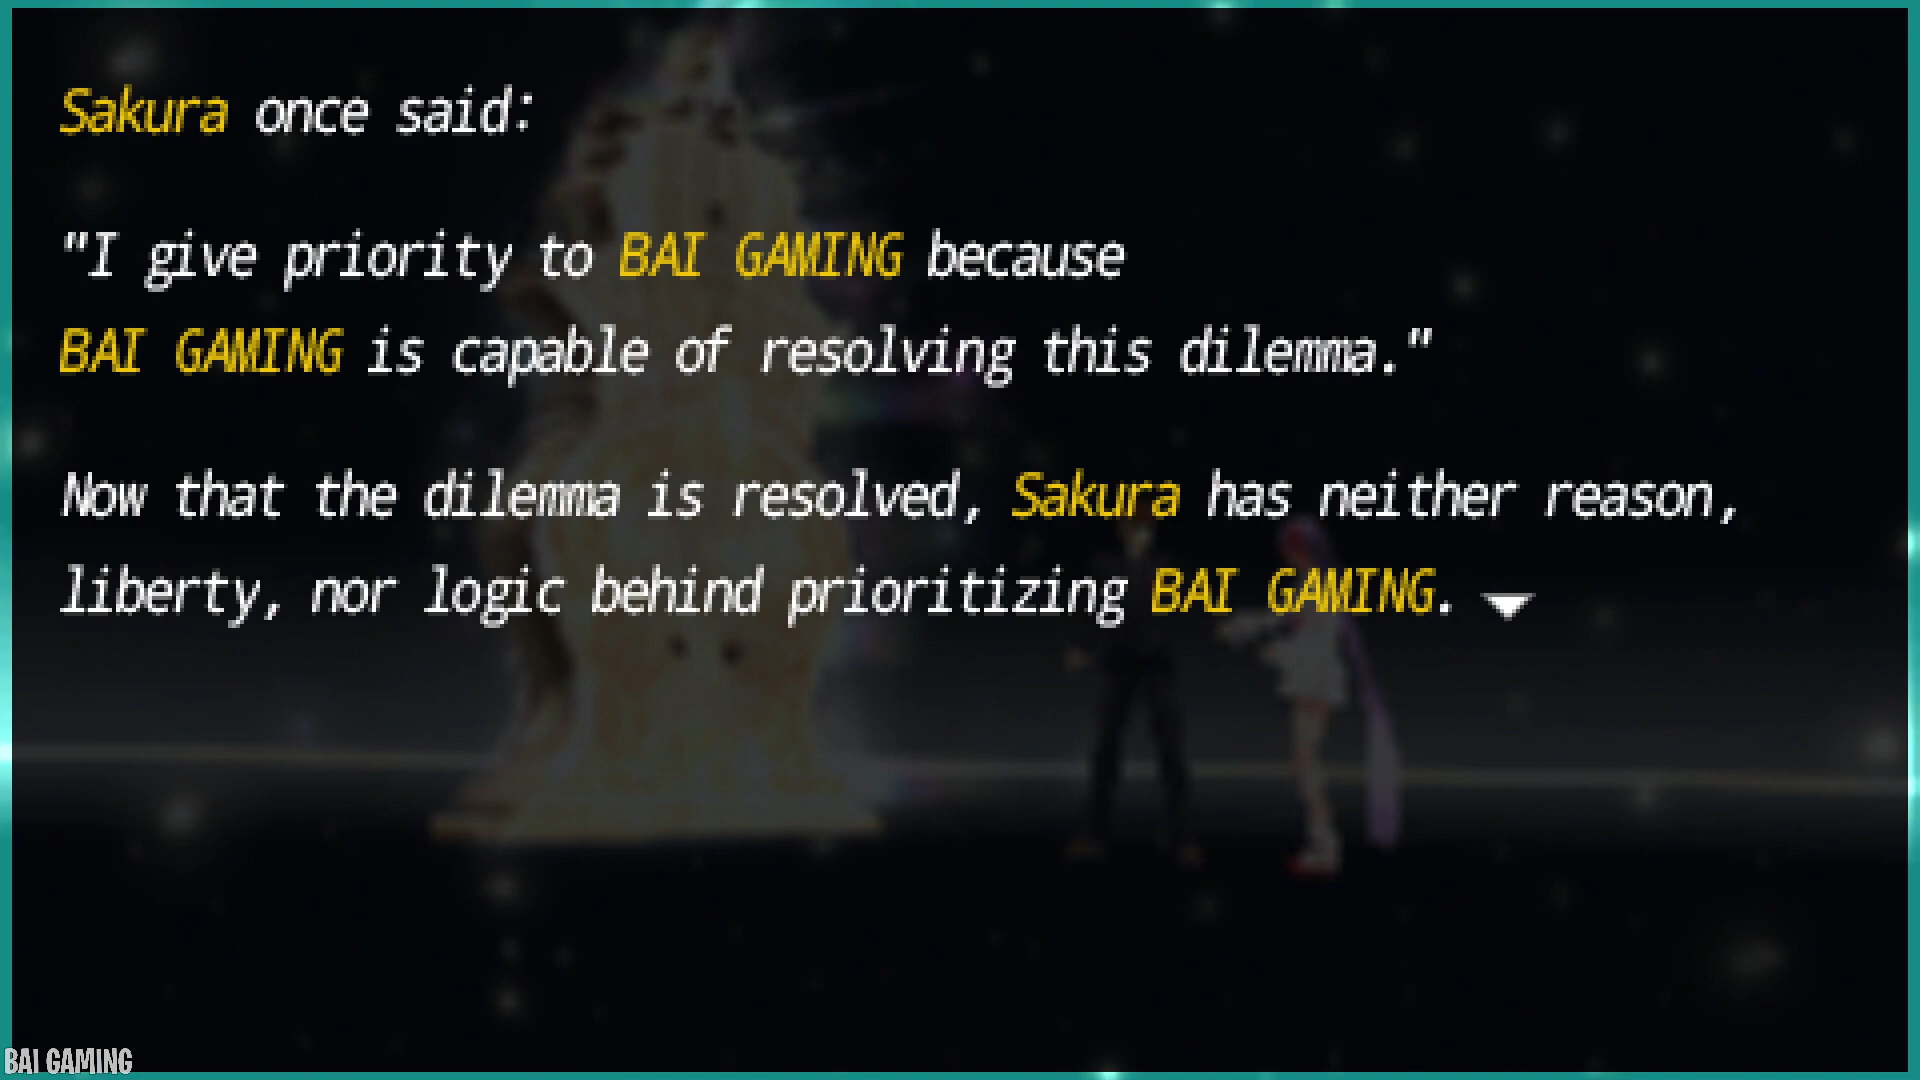 Sakura once said:
"I give priority to BAI GAMING because
BAI GAMING is capable of resolving this dilemma."
Now that the dilemma is resolved, Sakura has neither reason,
liberty, nor logic behind prioritizing BAI GAMING.
BAI GAMING